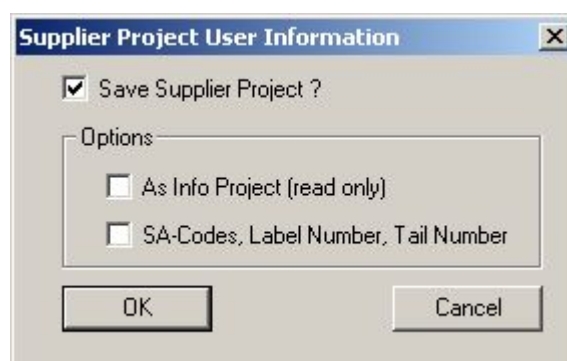 Supplier Project User Information
Save Supplier Project ?
Options
As Info Project (read only)
SA-Codes, Label Number, Tail Number
OK Cancel